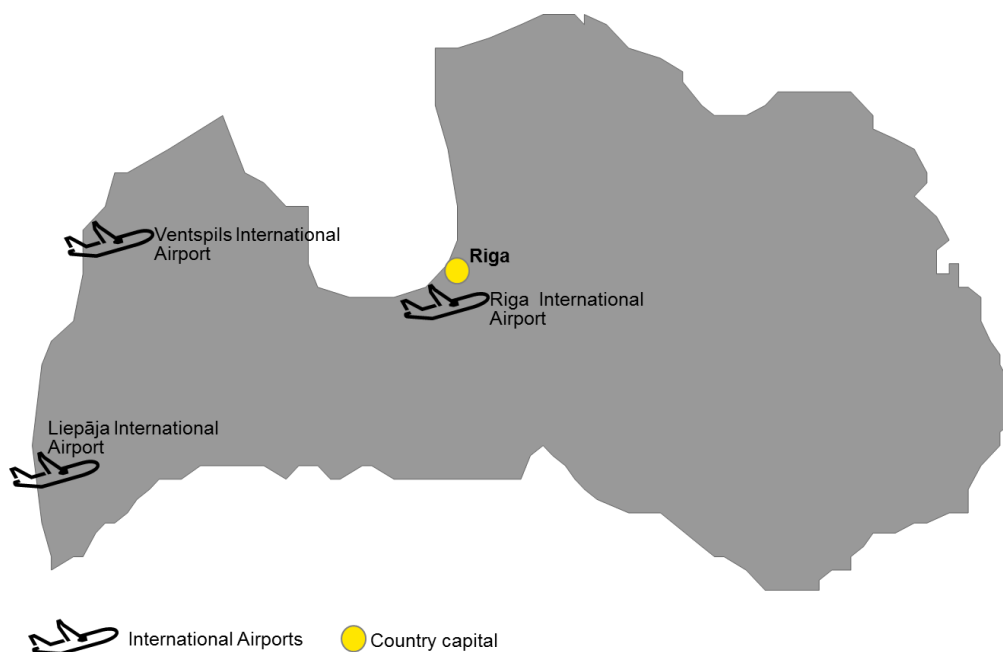 Ventspils International
Airport
Riga
Riga International
Airport
Liepāja International
Airport
International Airports
Country capital